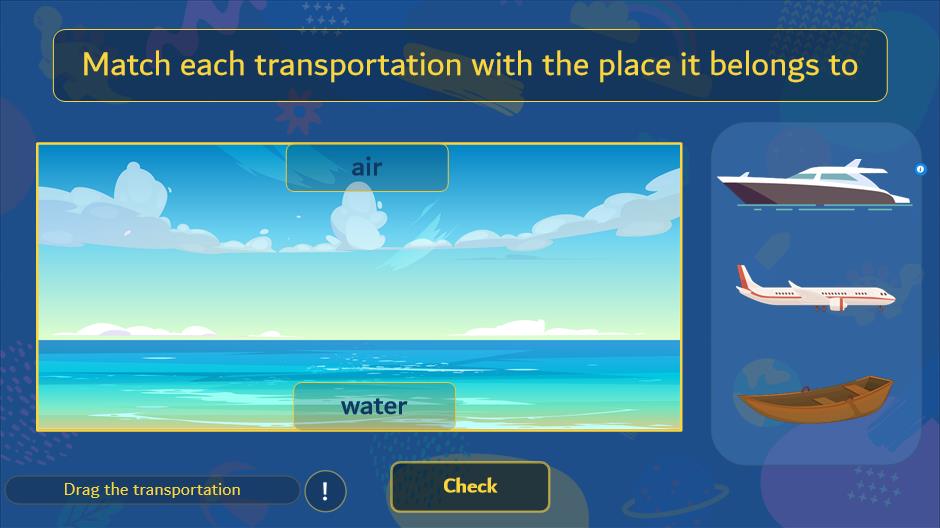 Match each transportation with the place it belongs to
air
water
Drag the transportation
!
Check